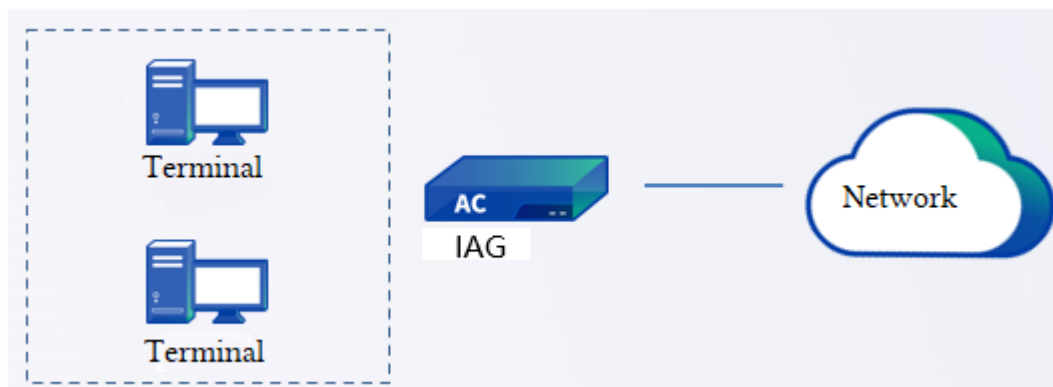 Terminal
AC
IAG
Network
Terminal